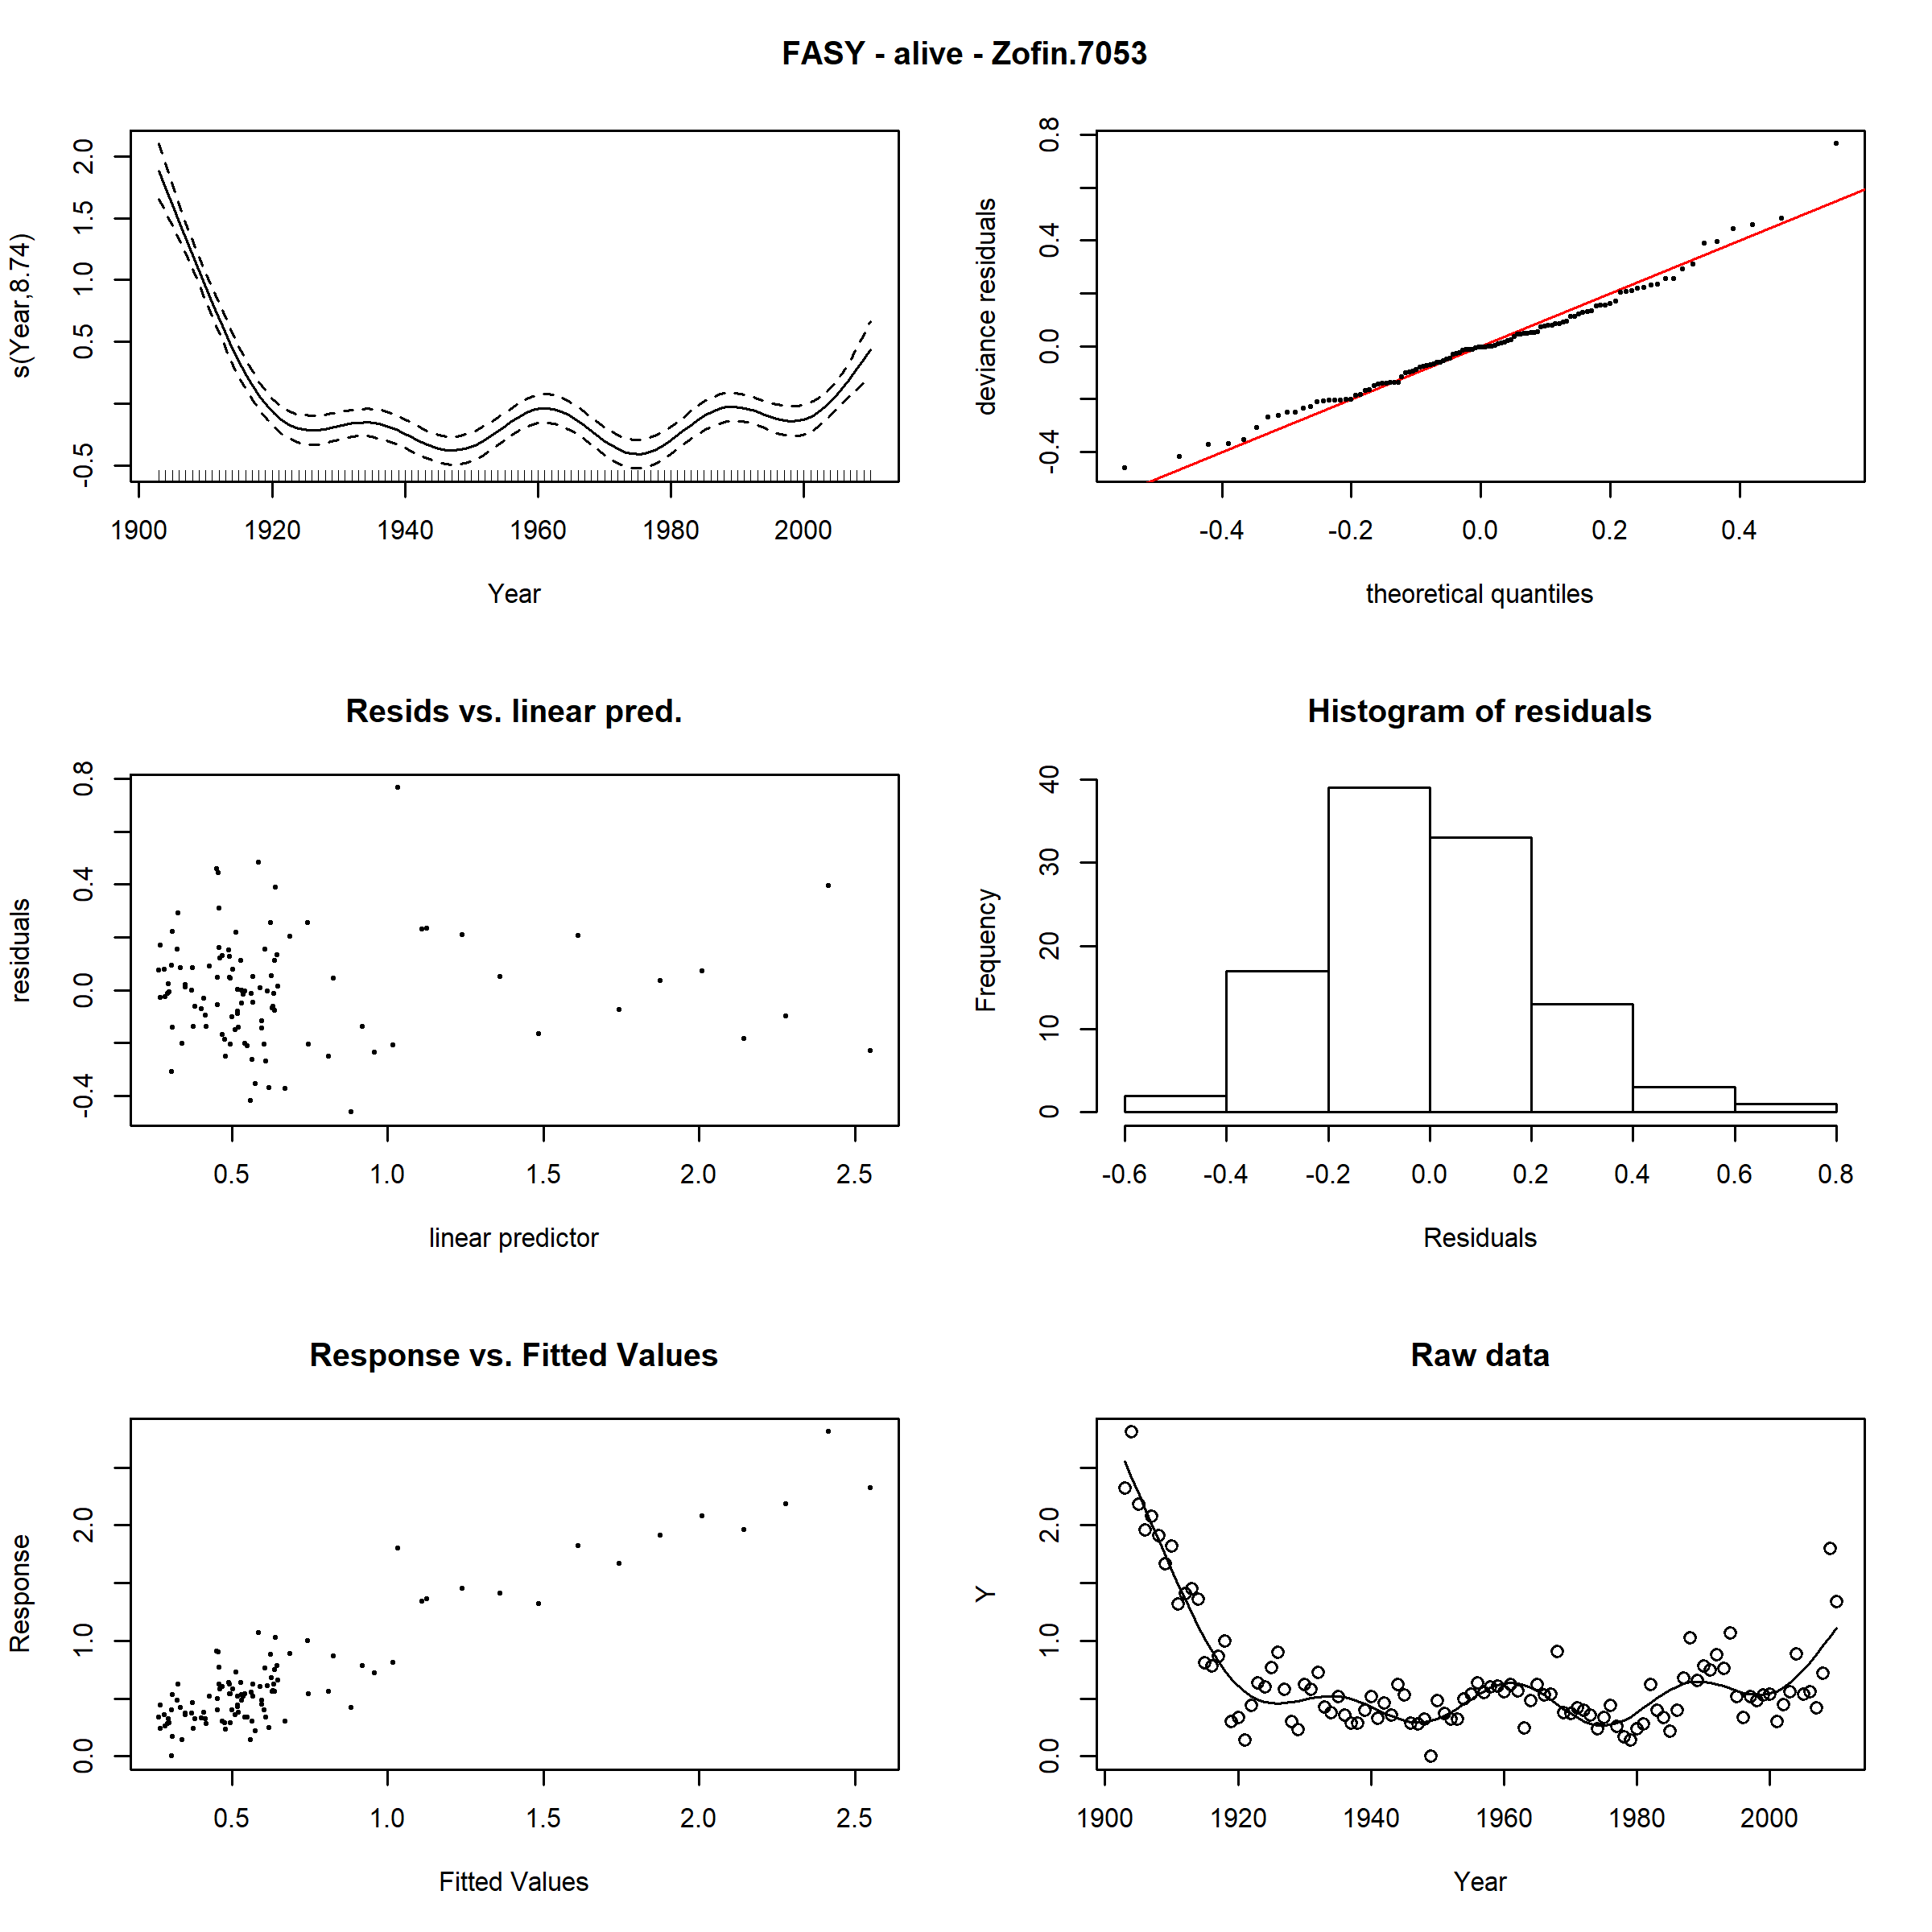 FASY - alive - Zofin.7053
s(Year,8.74)
2.0
1.5
1.0
0.5
-0.5
1900 1920 1940 1960 1980 2000
Year
deviance residuals
0.8
0.4
0.0
-0.4
-0.4 -0.2 0.0 0.2 0.4
theoretical quantiles
Resids vs. linear pred.
residuals
0.8
0.4
0.0
-0.4
0.5 1.0 1.5 2.0 2.5
linear predictor
Histogram of residuals
Frequency
40
30
20
10
0
-0.6 -0.4 -0.2 0.0 0.2 0.4 0.6 0.8
Residuals
Response vs. Fitted Values
Response
2.0
1.0
0.0
0.5 1.0 1.5 2.0 2.5
Fitted Values
Raw data
Y
2.0
1.0
0.0
1900 1920 1940 1960 1980 2000
Year